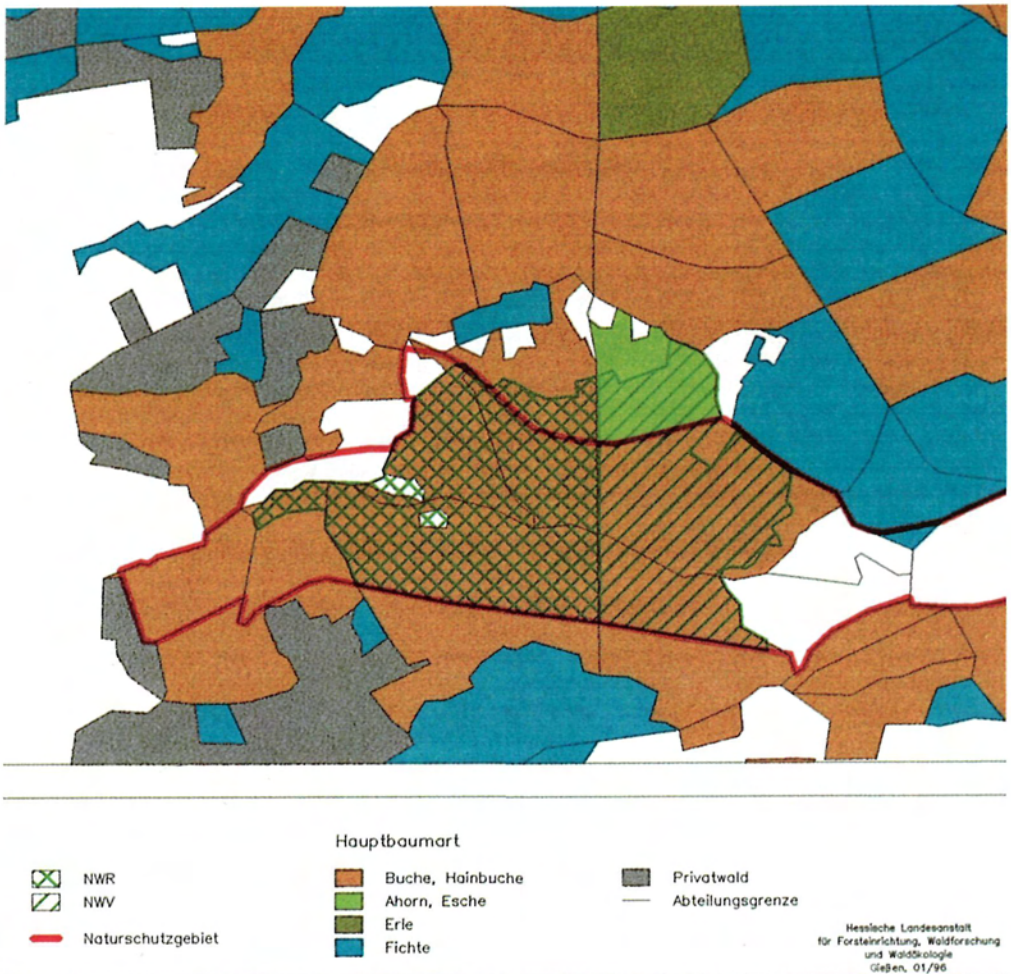 Hauptbaumart
NWR
NWV
Naturschutzgebiet
Buche, Hainbuche
Ahorn, Esche
Erle
Fichte
Privatwald
Abteilungsgrenze
Hessische Landesanstalt
für Forsteinrichtung, Waldforschung
und Waldökologie
Gießen, 01/96